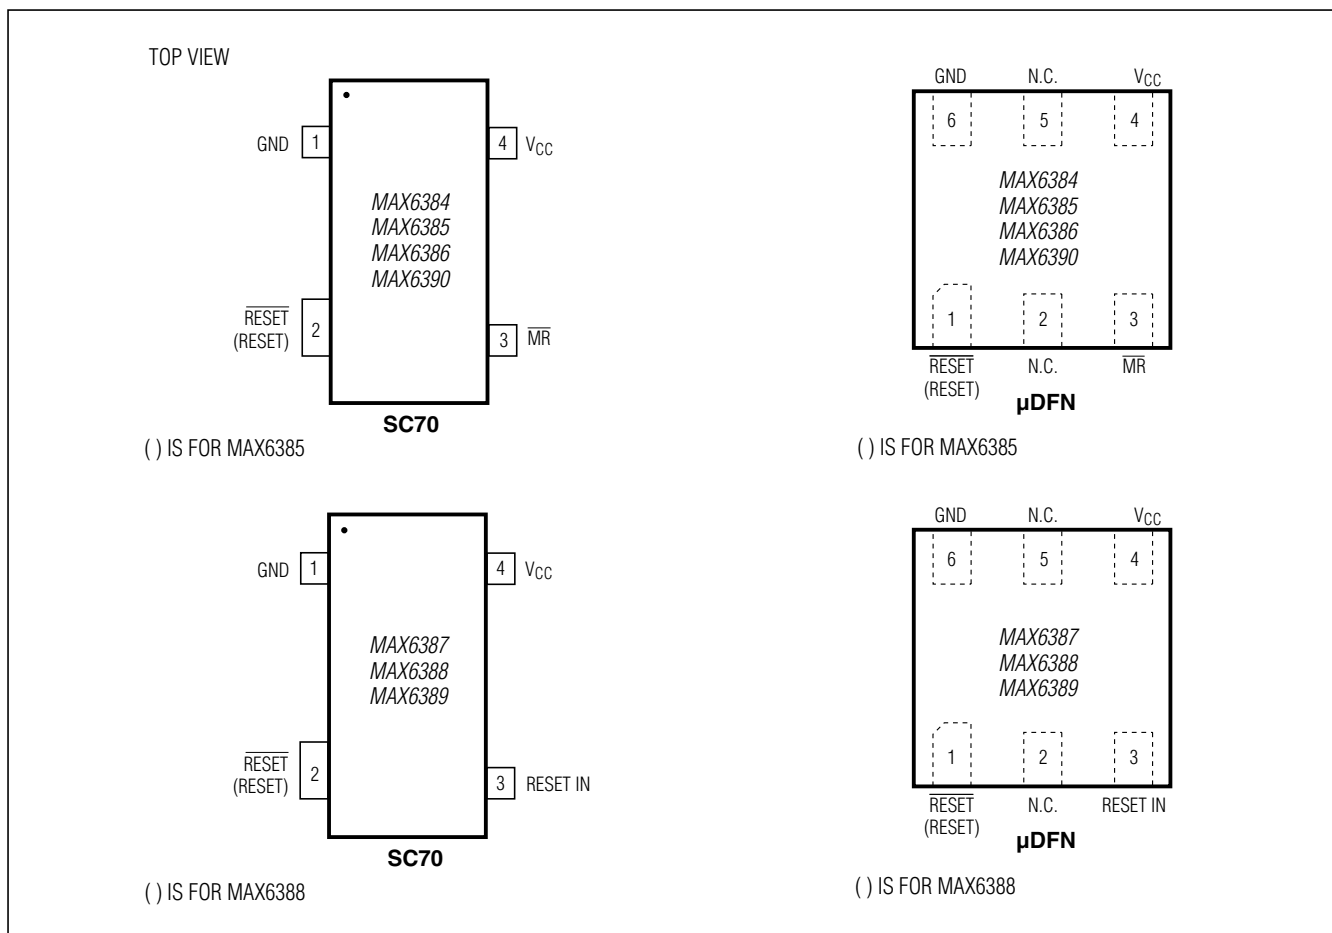 TOP VIEW
GND 1
4 VCC
MAX6384
MAX6385
MAX6386
MAX6390
RESET
(RESET)
2
3 MR
SC70
( ) IS FOR MAX6385
GND N.C. VCC
6 5 4
MAX6384
MAX6385
MAX6386
MAX6390
1 2 3
RESET
(RESET)
N.C. MR
µDFN
( ) IS FOR MAX6385
GND 1
4 VCC
MAX6387
MAX6388
MAX6389
RESET
(RESET)
2
3 RESET IN
SC70
( ) IS FOR MAX6388
GND N.C. VCC
6 5 4
MAX6387
MAX6388
MAX6389
1 2 3
RESET
(RESET)
N.C. RESET IN
µDFN
( ) IS FOR MAX6388